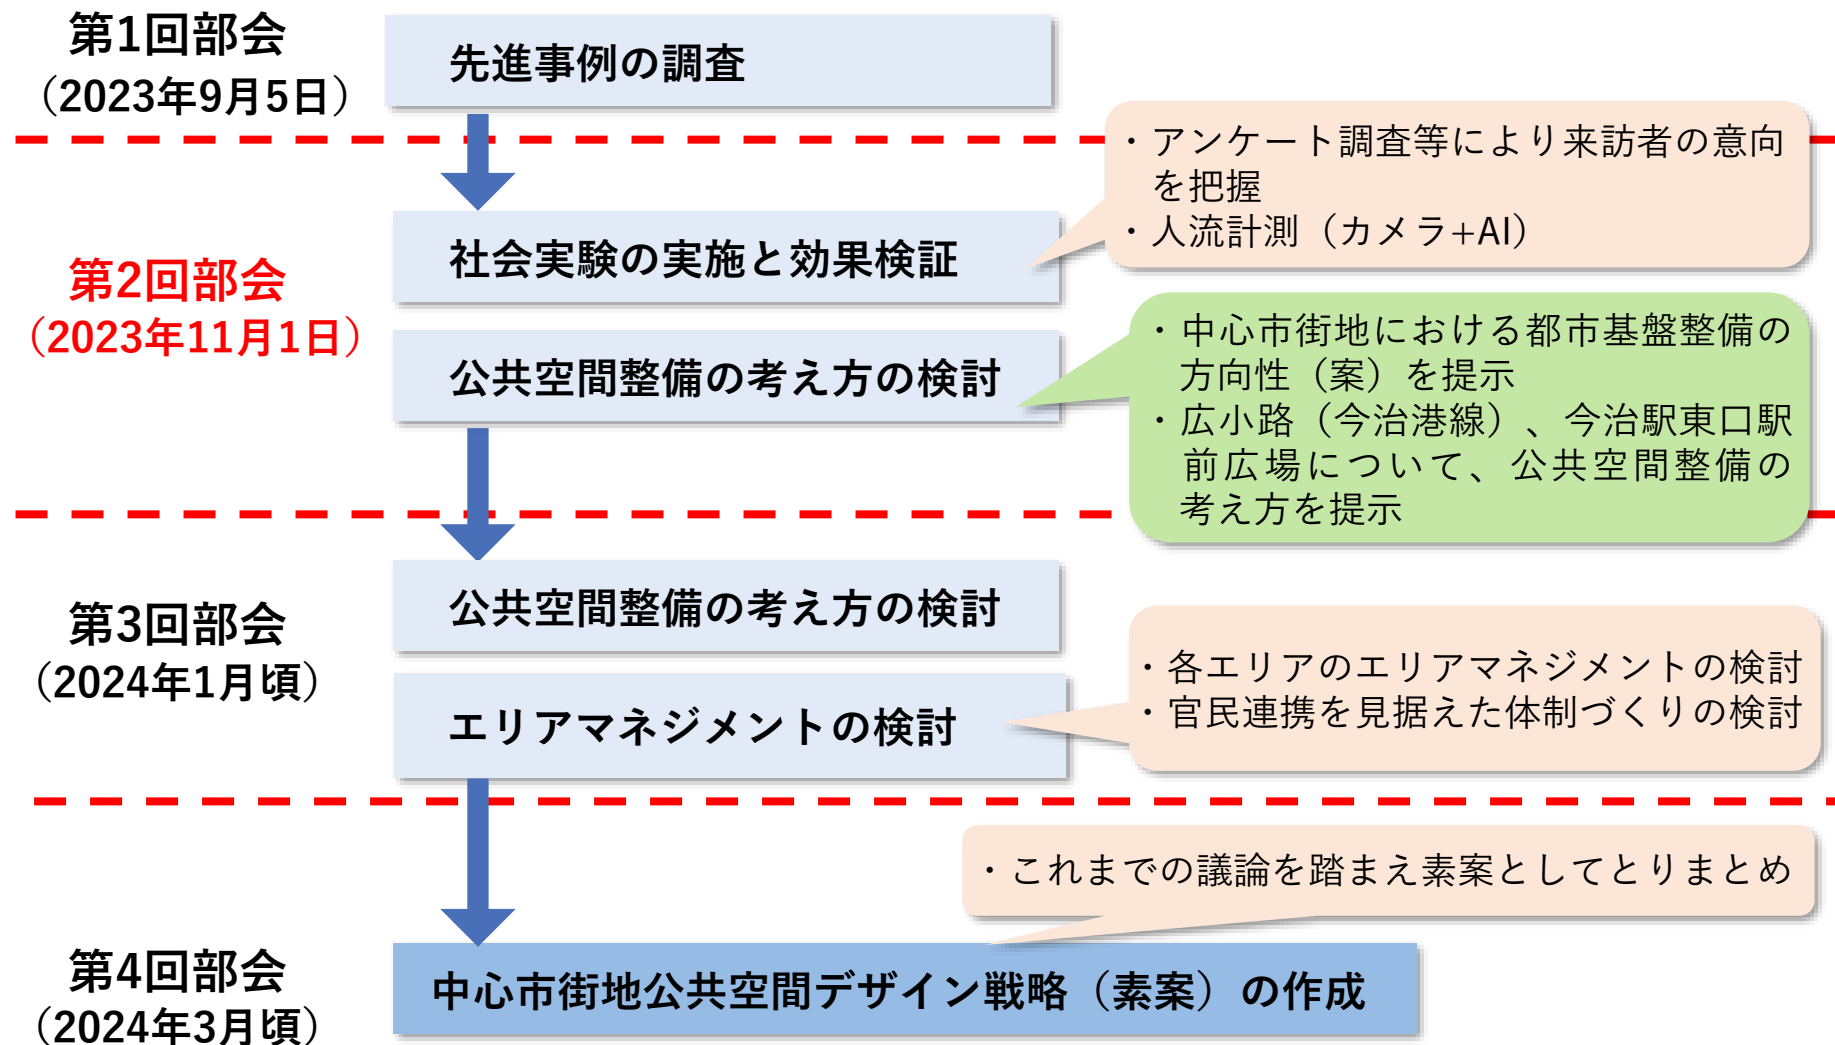 第1回部会
（2023年9月5日）
先進事例の調査
・アンケート調査等により来訪者の意向
を把握
・人流計測（カメラ+AI）
第2回部会
（2023年11月1日）
社会実験の実施と効果検証
公共空間整備の考え方の検討
・中心市街地における都市基盤整備の
方向性（案）を提示
・広小路（今治港線）、今治駅東口駅
前広場について、公共空間整備の
考え方を提示
第3回部会
（2024年1月頃）
公共空間整備の考え方の検討
エリアマネジメントの検討
・各エリアのエリアマネジメントの検討
・官民連携を見据えた体制づくりの検討
・これまでの議論を踏まえ素案としてとりまとめ
第4回部会
（2024年3月頃）
中心市街地公共空間デザイン戦略（素案）の作成